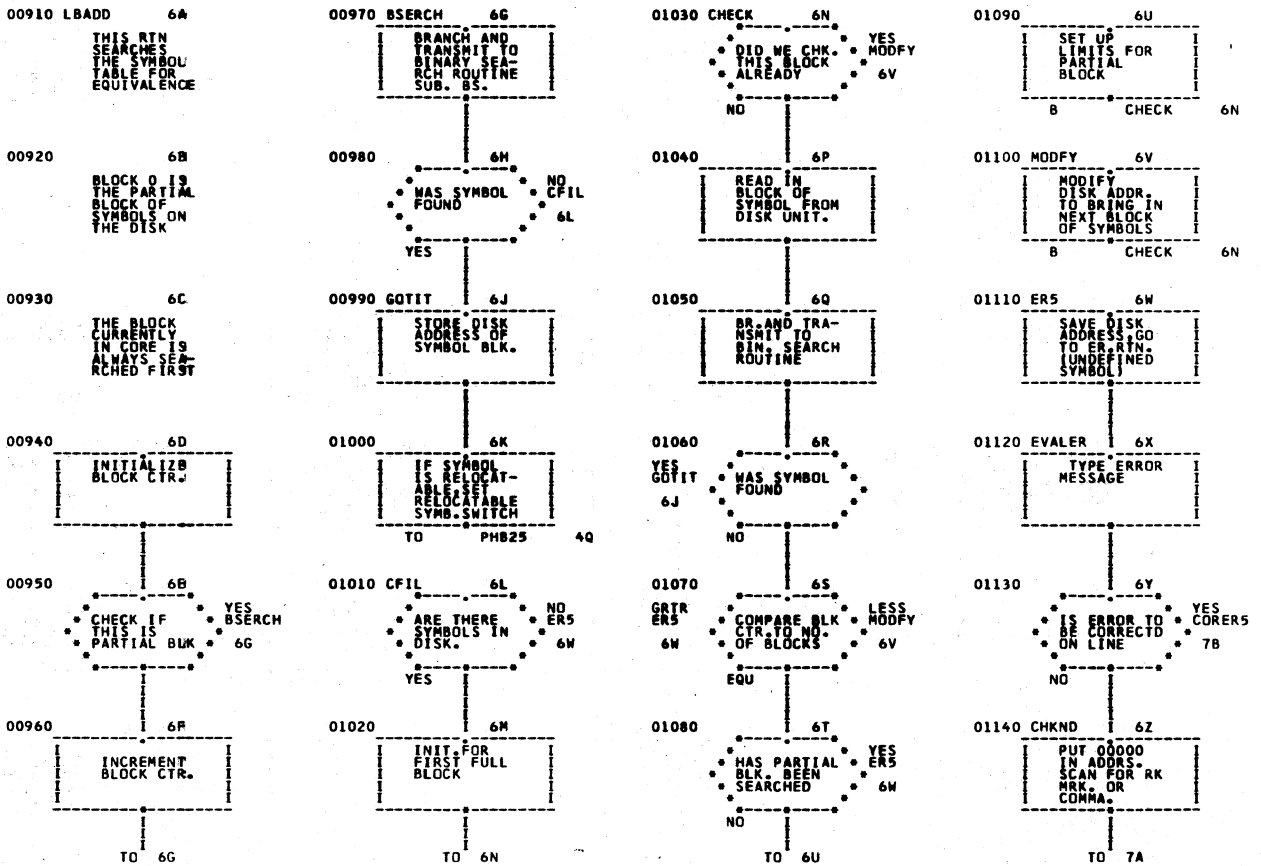 00910 LBADD 6A
THIS RTN
SEARCHES
THE SYMBOL
TABLE FOR
EQUIVALENCE
00920 6B
BLOCK 0 IS
THE PARTIAL
BLOCK OF
SYMBOLS ON
THE DISK
00930 6C
THE BLOCK
CURRENTLY
IN CORE IS
ALWAYS SEA-
RCHED FIRST
00940 6D
INITIALIZE
BLOCK CTR.
00950 6E
CHECK IF
THIS IS
PARTIAL BLK
YES
BSERCH
6G
00960 6F
INCREMENT
BLOCK CTR.
TO 6G
00970 BSERCH 6G
BRANCH AND
TRANSMIT TO
BINARY SEA-
RCH ROUTINE
SUB. BS.
00980 6H
WAS SYMBOL
FOUND
NO
CFIL
6L
YES
00990 GOTIT 6J
STORE DISK
ADDRESS OF
SYMBOL BLK.
01000 6K
IF SYMBOL
IS RELOCAT-
ABLE,SET
RELOCATABLE
SYMB.SWITCH
TO PHB25 4Q
01010 CFIL 6L
ARE THERE
SYMBOLS IN
DISK.
NO
ER5
6W
YES
01020 6M
INIT.FOR
FIRST FULL
BLOCK
TO 6N
01030 CHECK 6N
DID WE CHK.
THIS BLOCK
ALREADY
YES
MODFY
6V
NO
01040 6P
READ IN
BLOCK OF
SYMBOL FROM
DISK UNIT.
01050 6Q
BR.AND TRA-
NSMIT TO
BIN. SEARCH
ROUTINE
01060 6R
YES
GOTIT
6J
WAS SYMBOL
FOUND
NO
01070 6S
GRTR
ER5
6W
COMPARE BLK
CTR.TO NO.
OF BLOCKS
LESS
MODFY
6V
EQU
01080 6T
HAS PARTIAL
BLK. BEEN
SEARCHED
YES
ER5
6W
NO
TO 6U
01090 6U
SET UP
LIMITS FOR
PARTIAL
BLOCK
B CHECK 6N
01100 MODFY 6V
MODIFY
DISK ADDR.
TO BRING IN
NEXT BLOCK
OF SYMBOLS
B CHECK 6N
01110 ER5 6W
SAVE DISK
ADDRESS,GO
TO ER.RTN.
(UNDEFINED
SYMBOL)
01120 EVALER 6X
TYPE ERROR
MESSAGE
01130 6Y
IS ERROR TO
BE CORRECTD
ON LINE
YES
CORER5
7B
NO
01140 CHKND 6Z
PUT 00000
IN ADDRS.
SCAN FOR RK
MRK. OR
COMMA.
TO 7A